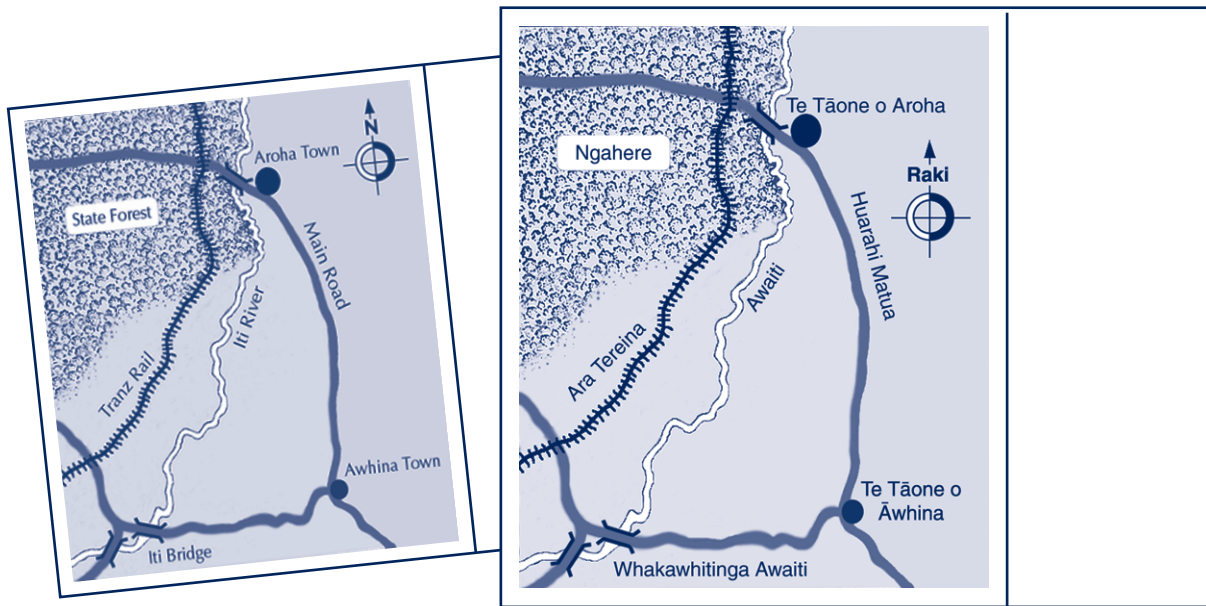 N
Aroha Town
State Forest
Main Road
Iti River
Tranz Rail
Awhina Town
Iti Bridge
Te Tāone o Aroha
Ngahere
Raki
Huarahi Matua
Awaiti
Ara Tereina
Te Tāone o
Āwhina
Whakawhitinga Awaiti